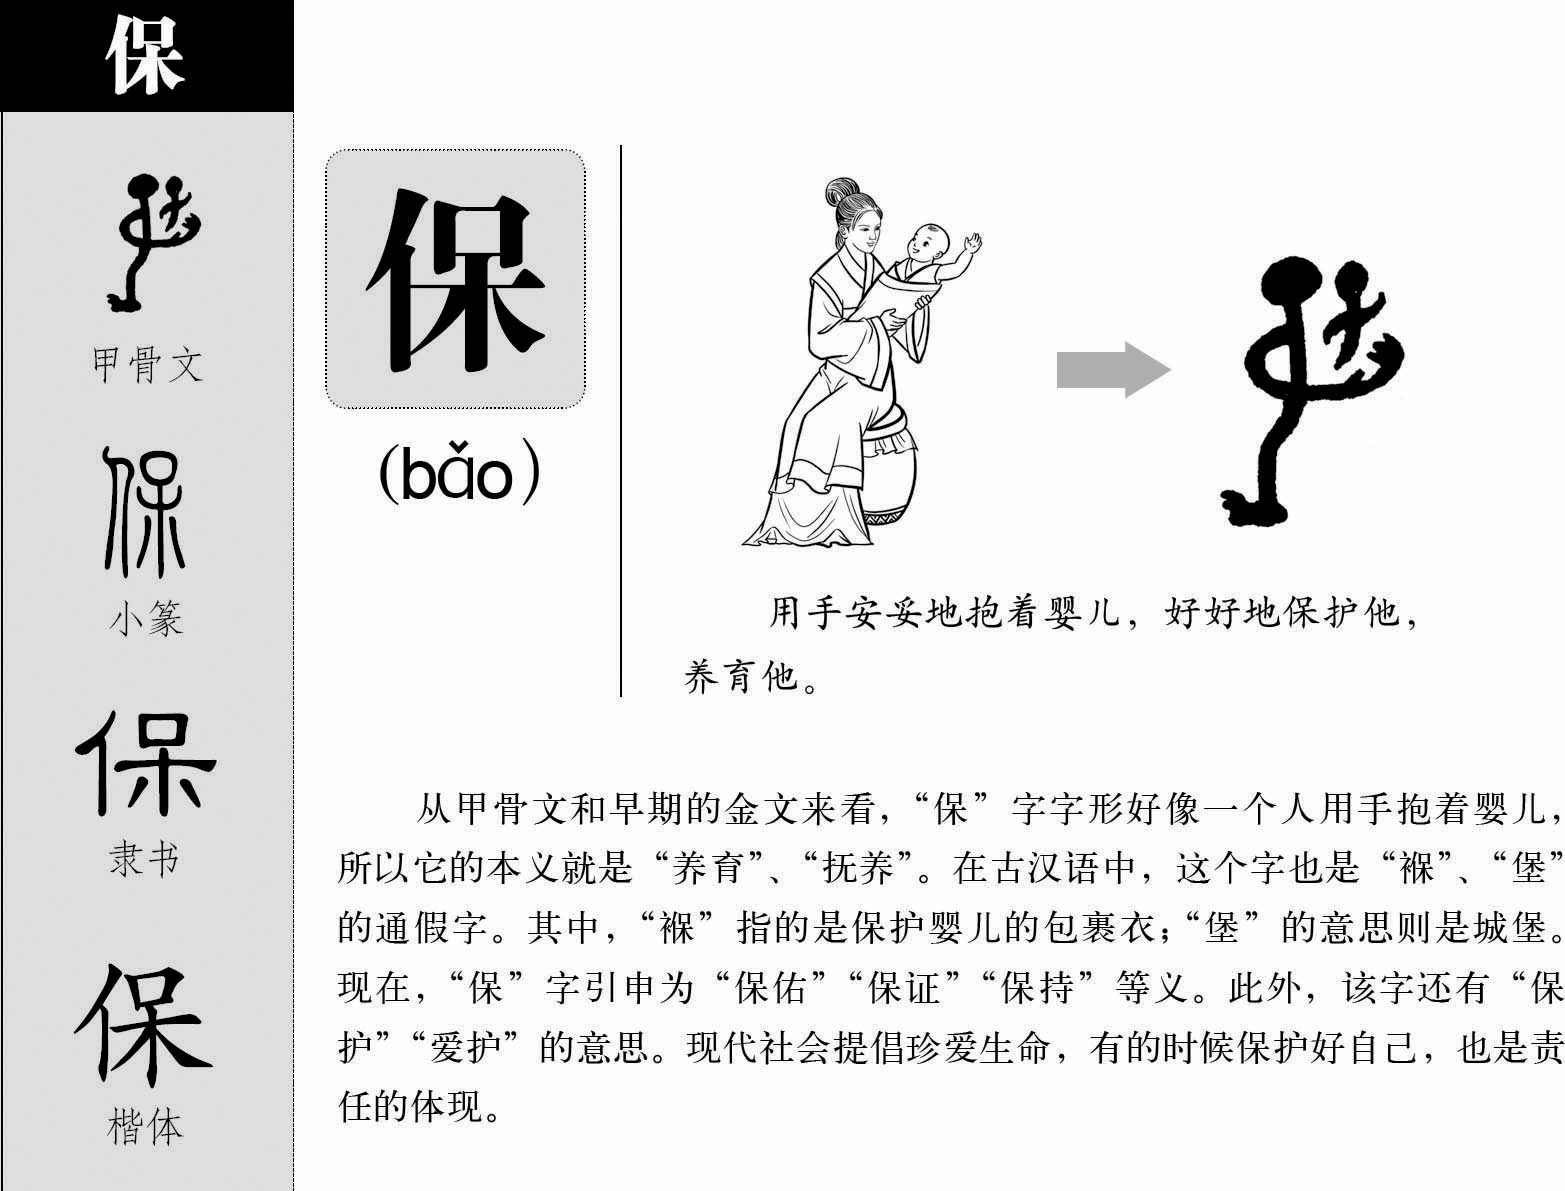 保
甲骨文
保
小篆
保
隶书
保
楷体
保
(bǎo)
用手安妥地抱着婴儿，好好地保护他，
养育他。
从甲骨文和早期的金文来看，“保”字字形好像一个人用手抱着婴儿，
所以它的本义就是“养育”、“抚养”。在古汉语中，这个字也是“褓”、“堡”
的通假字。其中，“褓”指的是保护婴儿的包裹衣；“堡”的意思则是城堡。
现在，“保”字引申为“保佑”“保证”“保持”等义。此外，该字还有“保
护”“爱护”的意思。现代社会提倡珍爱生命，有的时候保护好自己，也是责
任的体现。